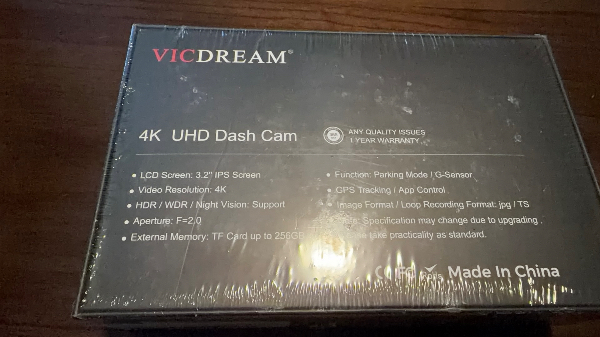 VICDREAM®
4K UHD Dash Cam
ANY QUALITY ISSUES
1 YEAR WARRANTY
• LCD Screen: 3.2" IPS Screen
• Video Resolution: 4K
• HDR / WDR / Night Vision: Support
• Aperture: F=2.0
• External Memory: TF Card up to 256GB
• Function: Parking Mode / G-Sensor
GPS Tracking / App Control
Image Format / Loop Recording Format: jpg / TS
Specification may change due to upgrading,
take practicality as standard.
Made In China